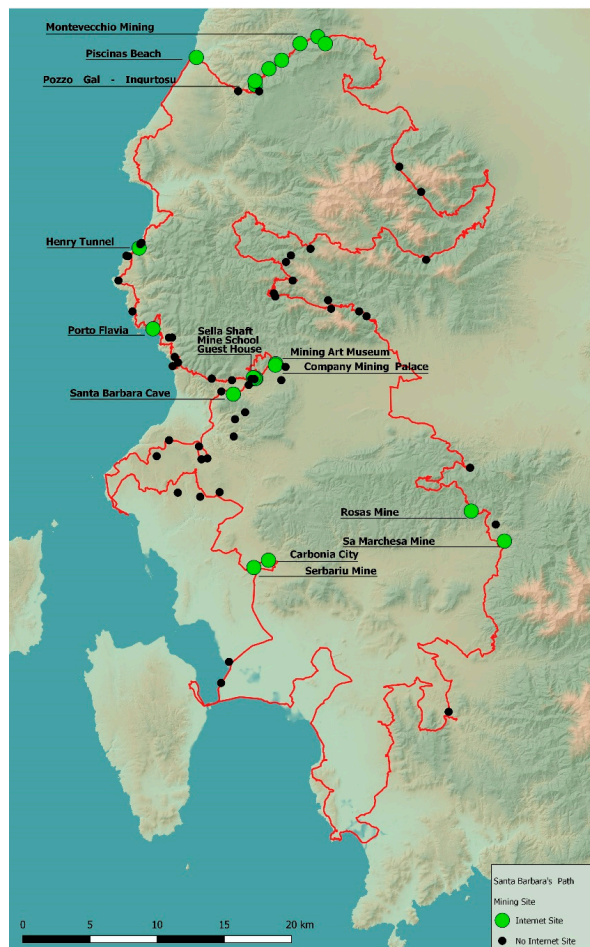 Montevecchio Mining
Piscinas Beach
Pozzo Gal - Inqurtosu
Henry Tunnel
Porto Flavia
Sella Shaft
Mine School
Guest House
Mining Art Museum
Company Mining Palace
Santa Barbara Cave
Rosas Mine
Sa Marchesa Mine
Carbonia City
Serbariu Mine
Santa Barbara's Path
Mining Site
Internet Site
No Internet Site
0 5 10 15 20 km